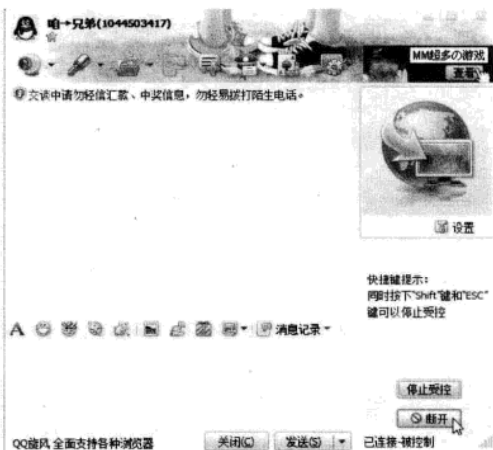 咱→兄弟(1044503417)
MM超多の游戏
查看
交谈中请勿轻信汇款、中奖信息，勿轻易拨打陌生电话。
设置
快捷键提示：
同时按下"Shift"键和"ESC"
键可以停止受控
A
消息记录
停止受控
断开
QQ旋风 全面支持各种浏览器
关闭(C)
发送(S)
已连接-被控制